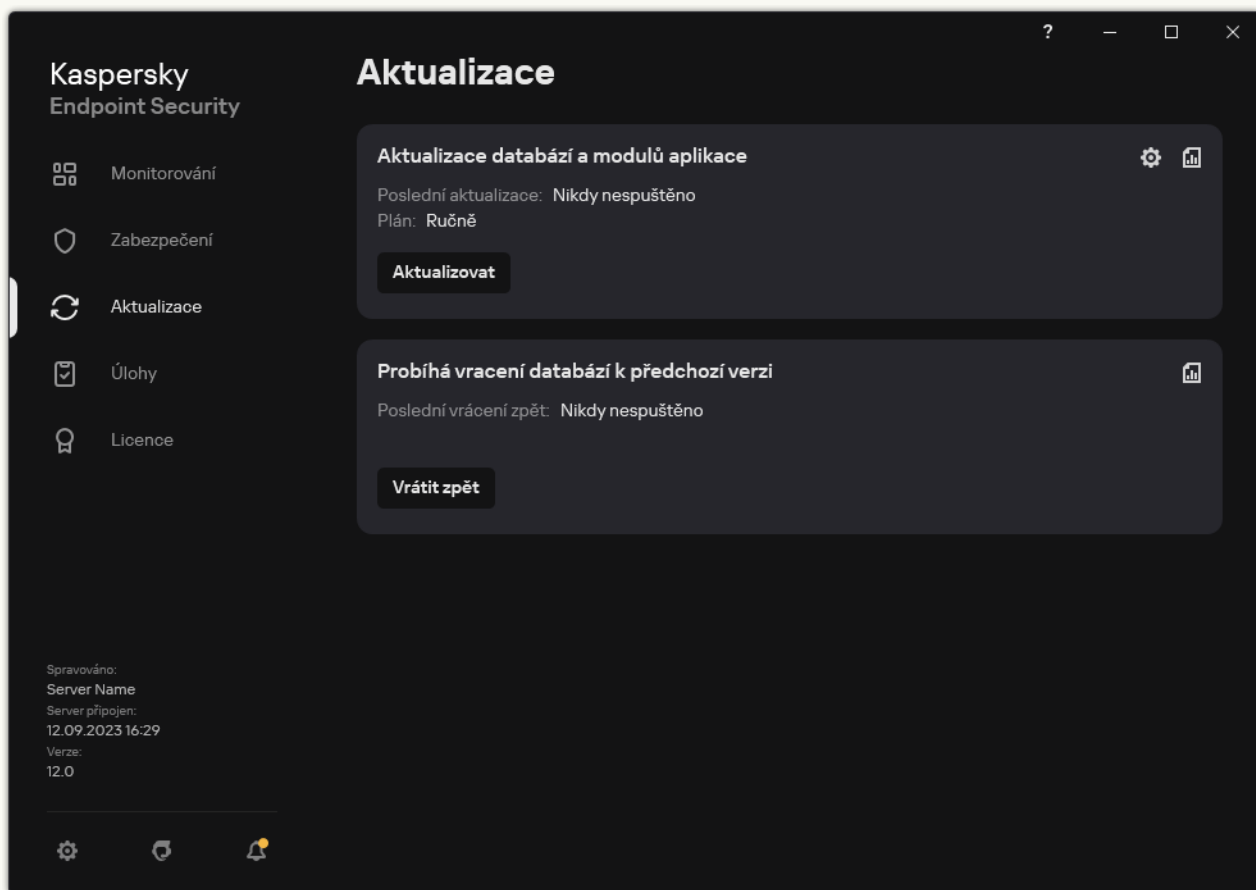 ?
Kaspersky
Endpoint Security
Monitorování
Zabezpečení
Aktualizace
Úlohy
Licence
Spravováno:
Server Name
Server připojen:
12.09.2023 16:29
Verze:
12.0
Aktualizace
Aktualizace databází a modulů aplikace
Poslední aktualizace: Nikdy nespuštěno
Plán: Ručně
Aktualizovat
Probíhá vracení databází k předchozí verzi
Poslední vrácení zpět: Nikdy nespuštěno
Vrátit zpět